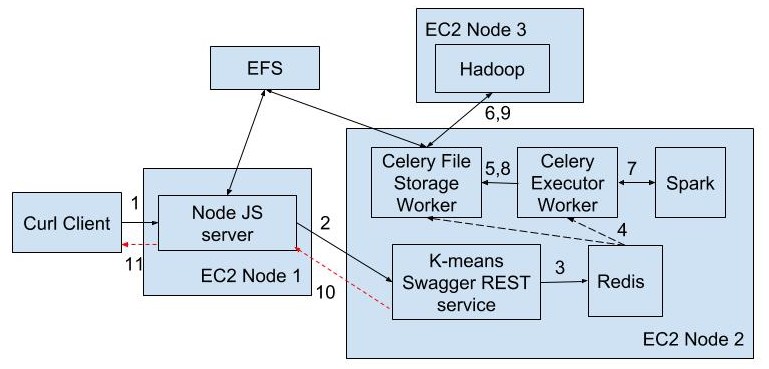 EC2 Node 3
Hadoop
EFS
6,9
Celery File
Storage
Worker
5,8
Celery
Executor
Worker
7
Spark
Curl Client
1
Node JS
server
2
4
11
EC2 Node 1
10
K-means
Swagger REST
service
3
Redis
EC2 Node 2